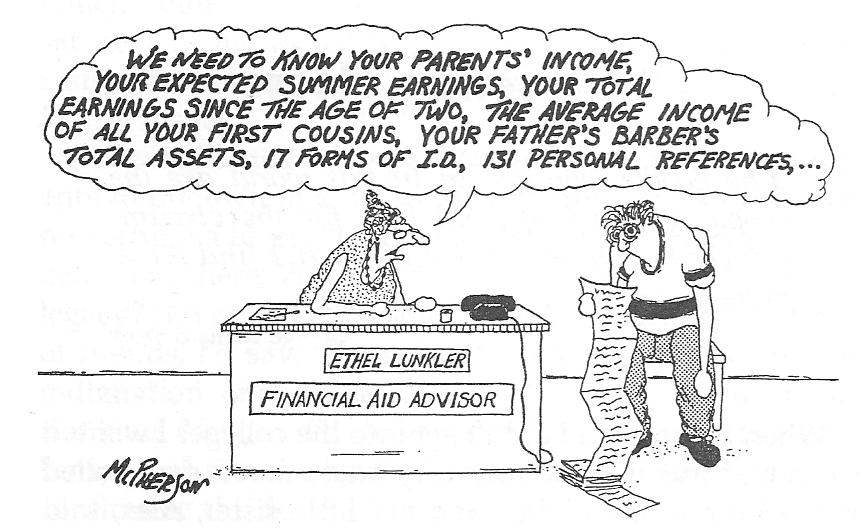 WE NEED TO KNOW YOUR PARENTS' INCOME,
YOUR EXPECTED SUMMER EARNINGS, YOUR TOTAL
EARNINGS SINCE THE AGE OF TWO, THE AVERAGE INCOME
OF ALL YOUR FIRST COUSINS, YOUR FATHER'S BARBER'S
TOTAL ASSETS, 17 FORMS OF I.D., 131 PERSONAL REFERENCES,...
ETHEL LUNKLER
FINANCIAL AID ADVISOR
McPHERSON